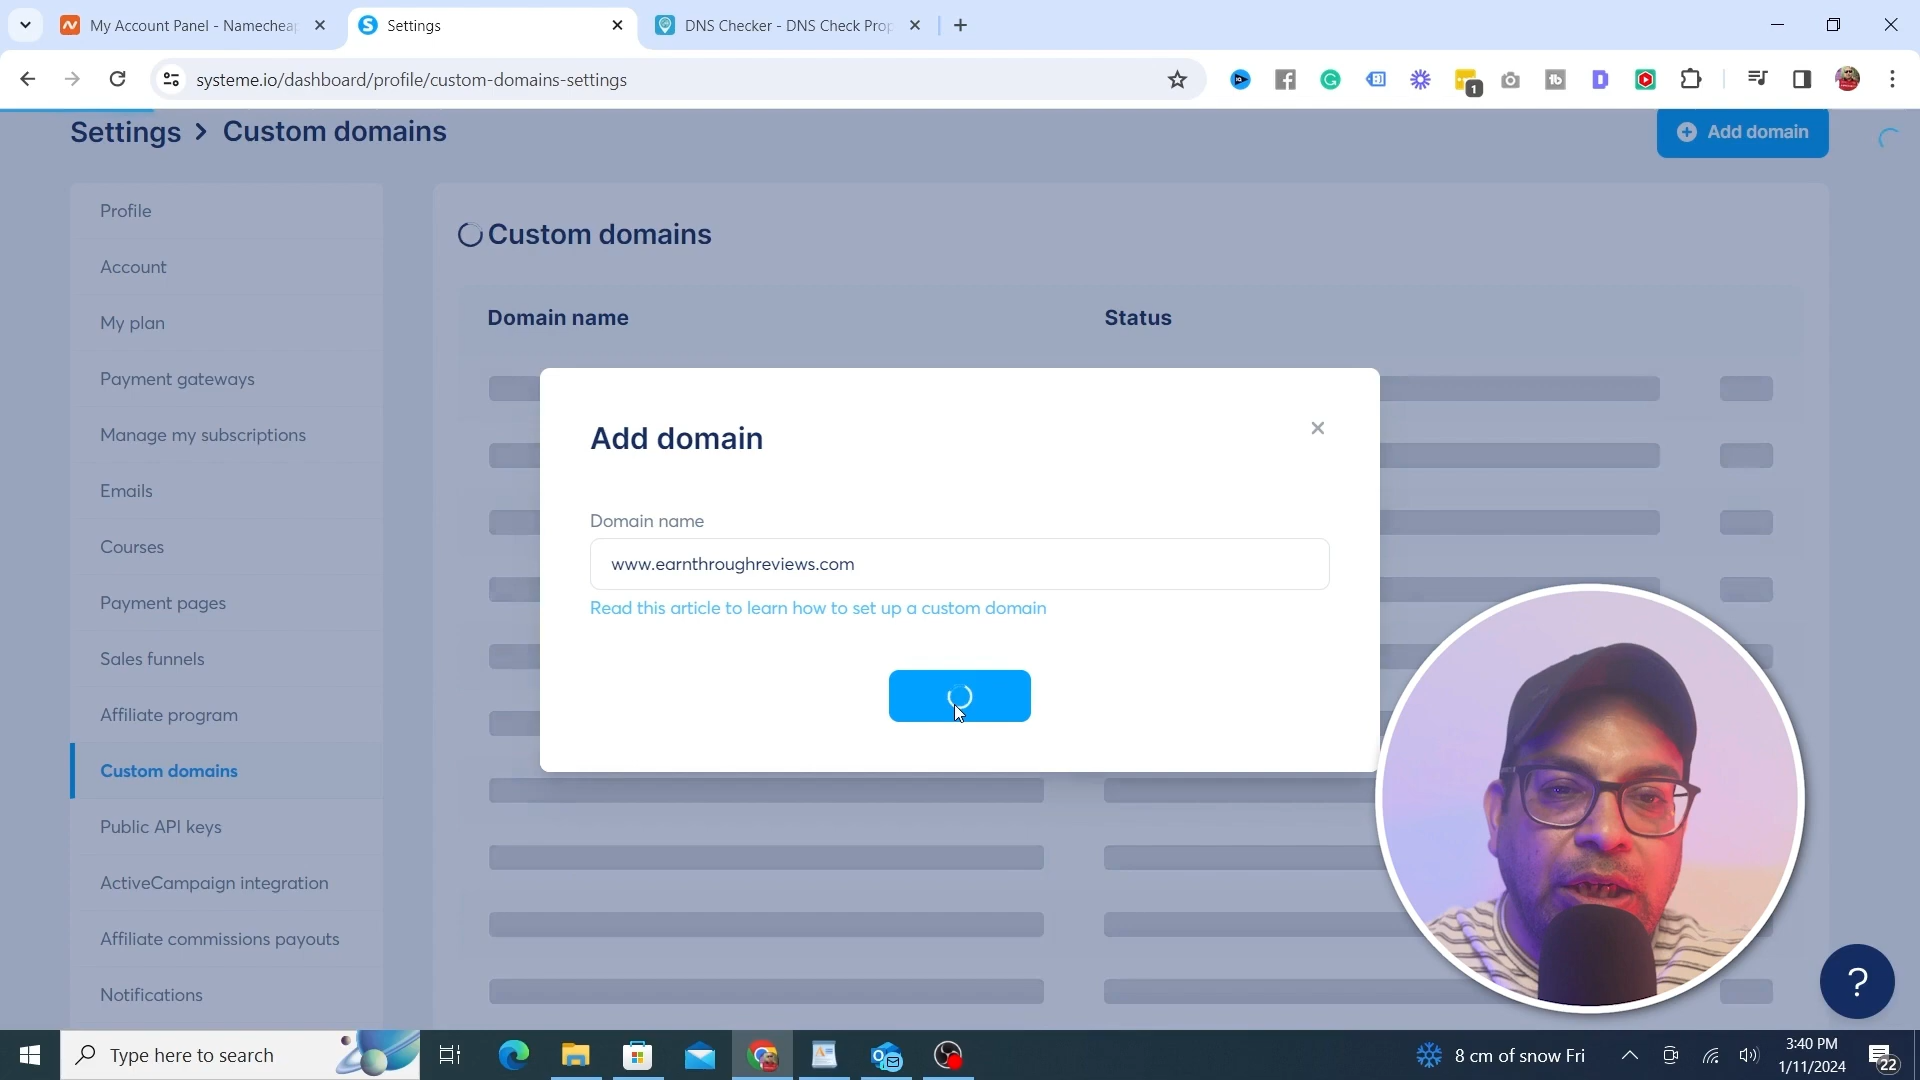 My Account Panel - Namecheap
Settings
DNS Checker - DNS Check Prop
systeme.io/dashboard/profile/custom-domains-settings
1
Settings > Custom domains
Add domain
Profile
Account
My plan
Payment gateways
Manage my subscriptions
Emails
Courses
Payment pages
Sales funnels
Affiliate program
Custom domains
Public API keys
ActiveCampaign integration
Affiliate commissions payouts
Notifications
Custom domains
Domain name
Status
Add domain
Domain name
www.earnthroughreviews.com
Read this article to learn how to set up a custom domain
?
Type here to search
8 cm of snow Fri
3:40 PM
1/11/2024
22